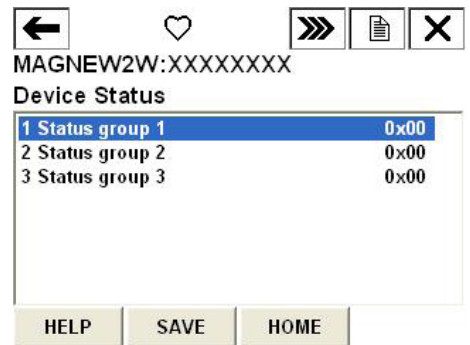 MAGNEW2W:XXXXXXXX
Device Status
1 Status group 1 0x00
2 Status group 2 0x00
3 Status group 3 0x00
HELP SAVE HOME